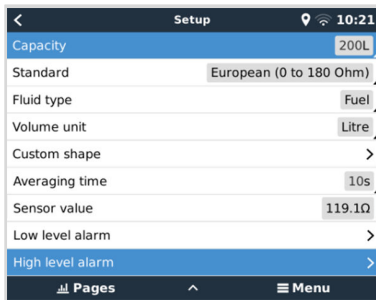 Setup 10:21
Capacity 200L
Standard European (0 to 180 Ohm)
Fluid type Fuel
Volume unit Litre
Custom shape
Averaging time 10s
Sensor value 119.1Ω
Low level alarm
High level alarm
Pages Menu